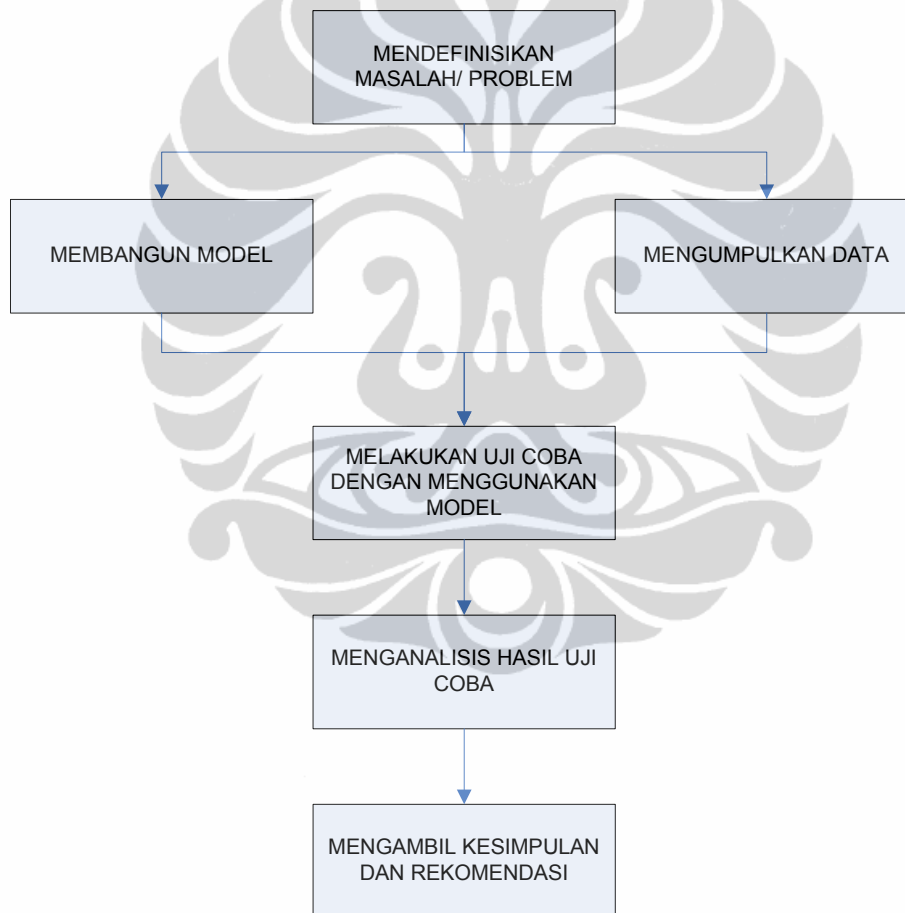 MENDEFINISIKAN
MASALAH/ PROBLEM
MEMBANGUN MODEL
MENGUMPULKAN DATA
MELAKUKAN UJI COBA
DENGAN MENGGUNAKAN
MODEL
MENGANALISIS HASIL UJI
COBA
MENGAMBIL KESIMPULAN
DAN REKOMENDASI